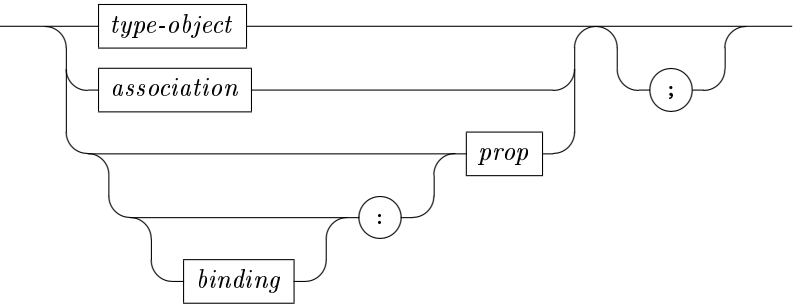 type-object
association
;
prop
:
binding